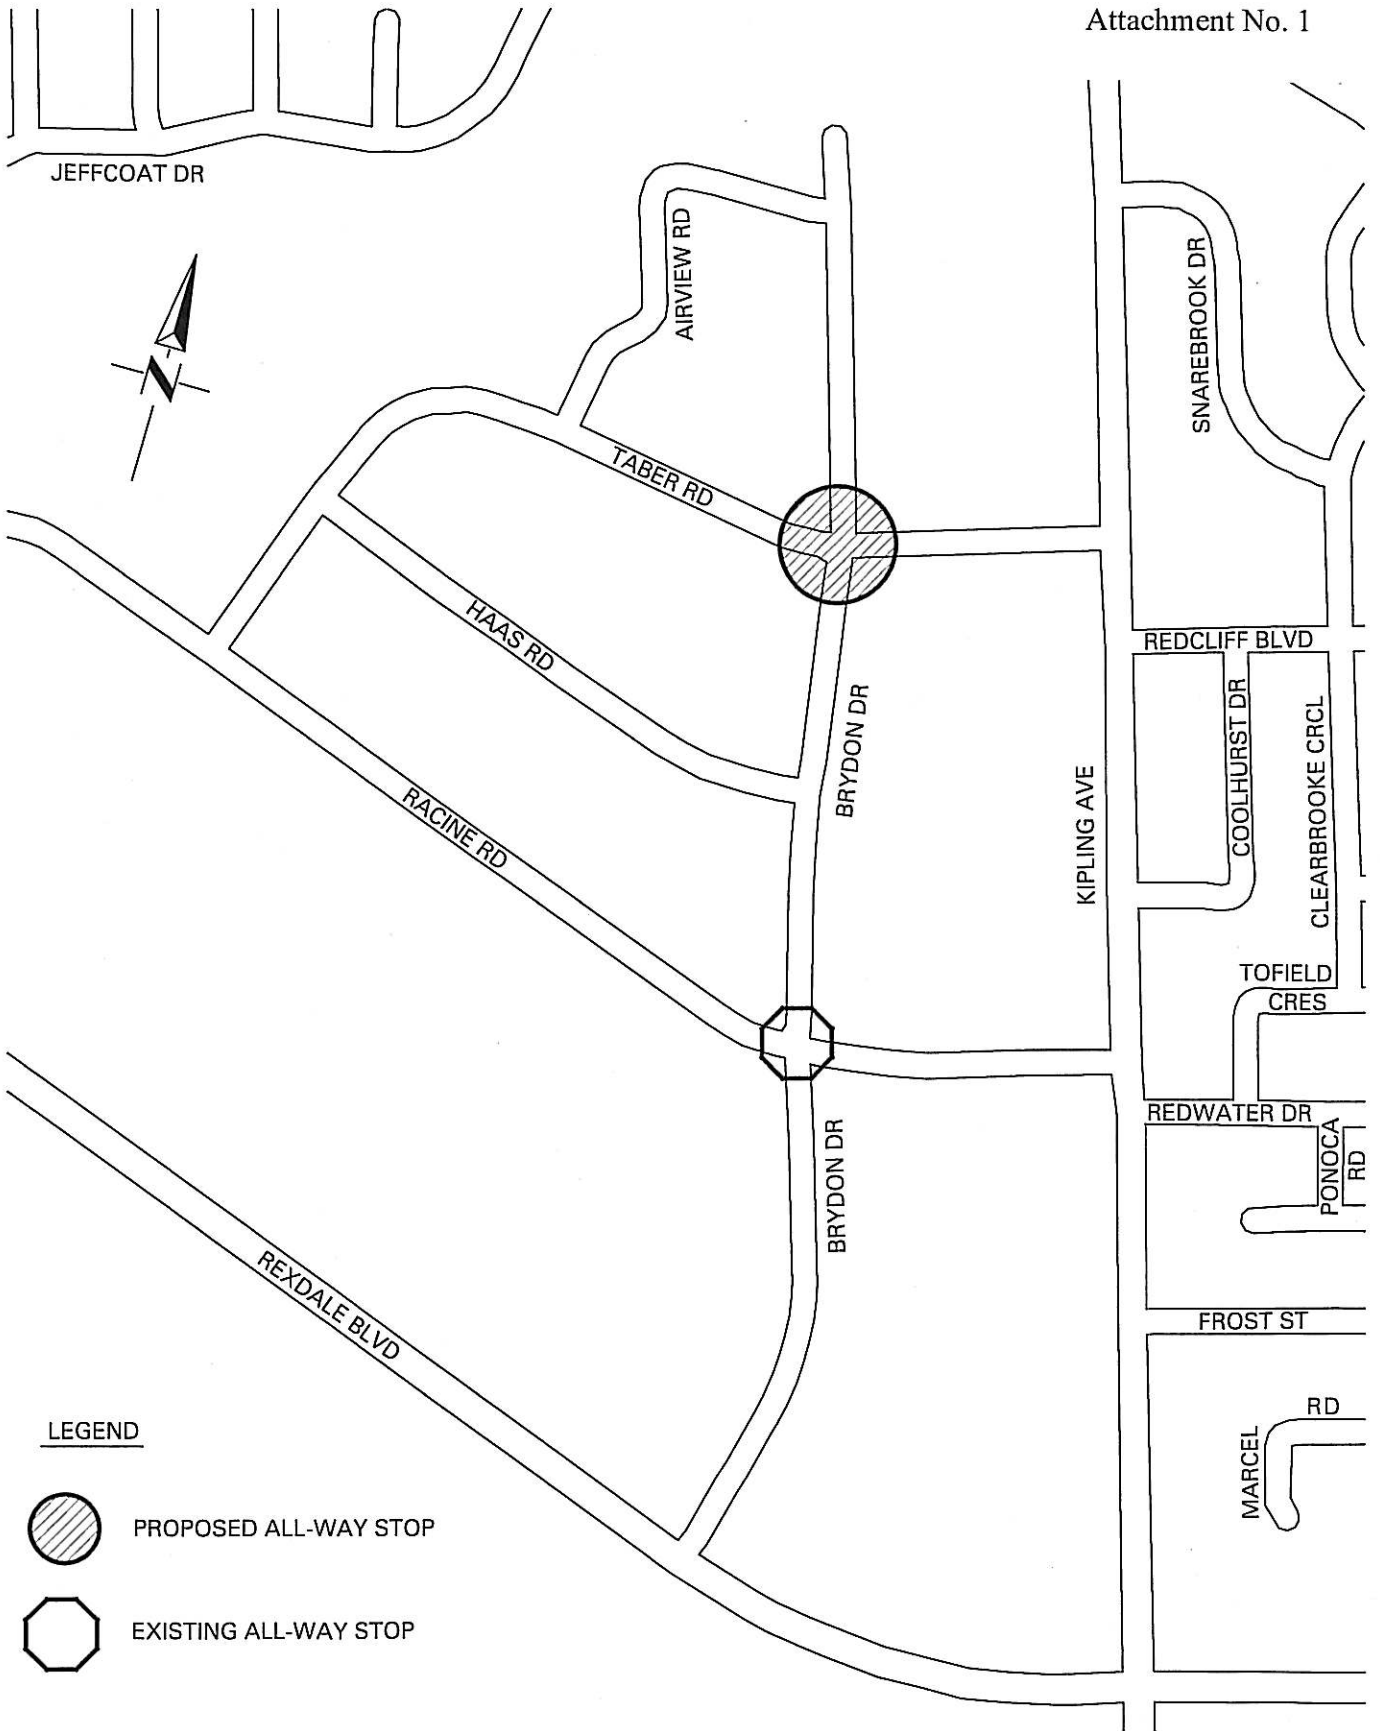 Attachment No. 1
JEFFCOAT DR
AIRVIEW RD
SNAREBROOK DR
N
TABER RD
HAAS RD
REDCLIFF BLVD
BRYDON DR
COOLHURST DR
CLEARBROOKE CRCL
KIPLING AVE
RACINE RD
TOFIELD
CRES
REDWATER DR
PONOCA
RD
BRYDON DR
REXDALE BLVD
FROST ST
RD
MARCEL
LEGEND
PROPOSED ALL-WAY STOP
EXISTING ALL-WAY STOP